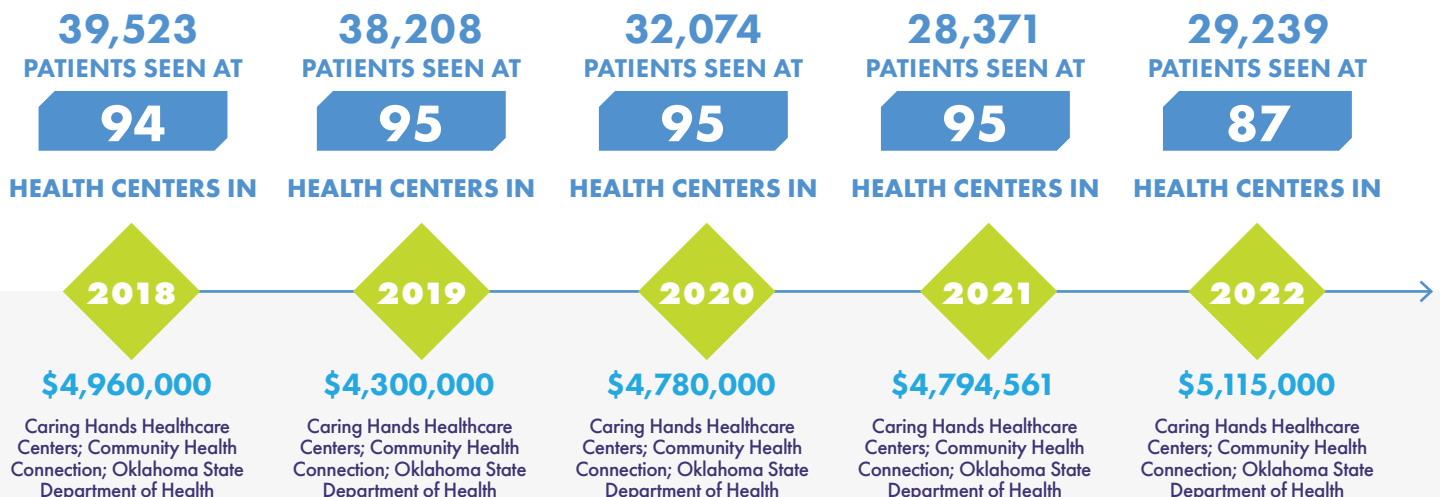 39,523
PATIENTS SEEN AT
94
HEALTH CENTERS IN
2018
$4,960,000
Caring Hands Healthcare
Centers; Community Health
Connection; Oklahoma State
Department of Health
38,208
PATIENTS SEEN AT
95
HEALTH CENTERS IN
2019
$4,300,000
Caring Hands Healthcare
Centers; Community Health
Connection; Oklahoma State
Department of Health
32,074
PATIENTS SEEN AT
95
HEALTH CENTERS IN
2020
$4,780,000
Caring Hands Healthcare
Centers; Community Health
Connection; Oklahoma State
Department of Health
28,371
PATIENTS SEEN AT
95
HEALTH CENTERS IN
2021
$4,794,561
Caring Hands Healthcare
Centers; Community Health
Connection; Oklahoma State
Department of Health
29,239
PATIENTS SEEN AT
87
HEALTH CENTERS IN
2022
$5,115,000
Caring Hands Healthcare
Centers; Community Health
Connection; Oklahoma State
Department of Health